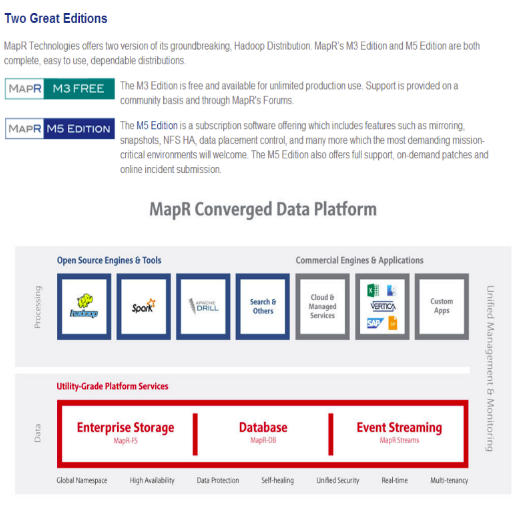 Two Great Editions
MapR Technologies offers two version of its groundbreaking, Hadoop Distribution. MapR's M3 Edition and M5 Edition are both
complete, easy to use, dependable distributions.
MAPR M3 FREE
The M3 Edition is free and available for unlimited production use. Support is provided on a
community basis and through MapR's Forums.
MAPR M5 EDITION
The M5 Edition is a subscription software offering which includes features such as mirroring,
snapshots, NFS HA, data placement control, and many more which the most demanding mission-
critical environments will welcome. The M5 Edition also offers full support, on-demand patches and
online incident submission.
MapR Converged Data Platform
Open Source Engines & Tools
Commercial Engines & Applications
Processing
hadoop
Spark
APACHE
DRILL
Search &
Others
Cloud &
Managed
Services
VERTICA
SAP
Custom
Apps
Unified Management & Monitoring
Utility-Grade Platform Services
Data
Enterprise Storage
MapR-FS
Database
MapR-DB
Event Streaming
MapR Streams
Global Namespace
High Availability
Data Protection
Self-healing
Unified Security
Real-time
Multi-tenancy